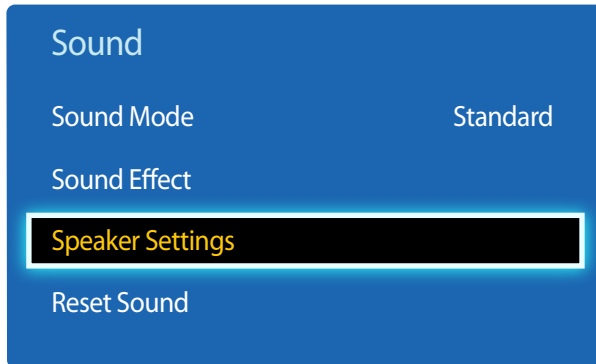 Sound
Sound Mode Standard
Sound Effect
Speaker Settings
Reset Sound